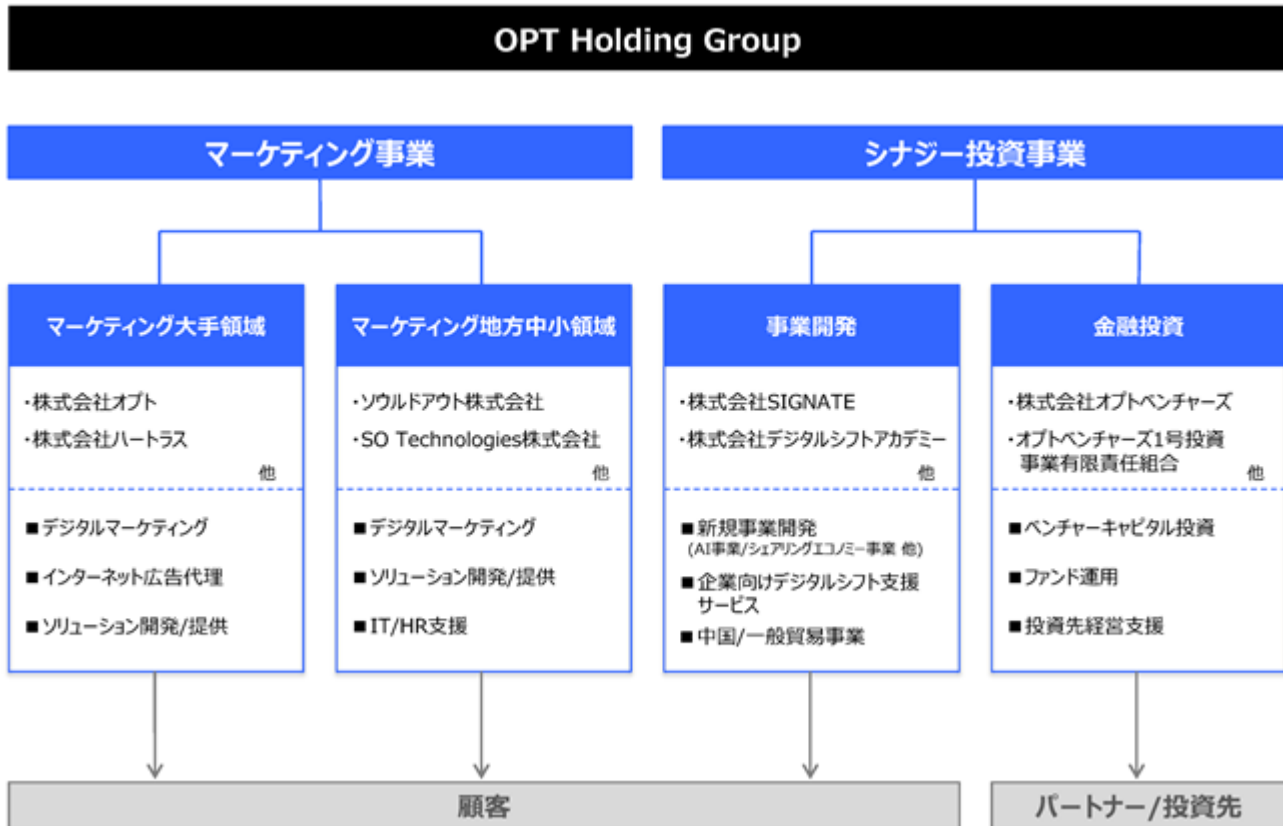 OPT Holding Group
マーケティング事業
シナジー投資事業
マーケティング大手領域
・株式会社オプト
・株式会社ハートラス
他
■デジタルマーケティング
■インターネット広告代理
■ソリューション開発/提供
マーケティング地方中小領域
・ソウルドアウト株式会社
・SO Technologies株式会社
他
■デジタルマーケティング
■ソリューション開発/提供
■IT/HR支援
事業開発
・株式会社SIGNATE
・株式会社デジタルシフトアカデミー
他
■新規事業開発
(AI事業/シェアリングエコノミー事業 他)
■企業向けデジタルシフト支援
サービス
■中国/一般貿易事業
金融投資
・株式会社オプトベンチャーズ
・オプトベンチャーズ1号投資
事業有限責任組合
他
■ベンチャーキャピタル投資
■ファンド運用
■投資先経営支援
顧客
パートナー/投資先